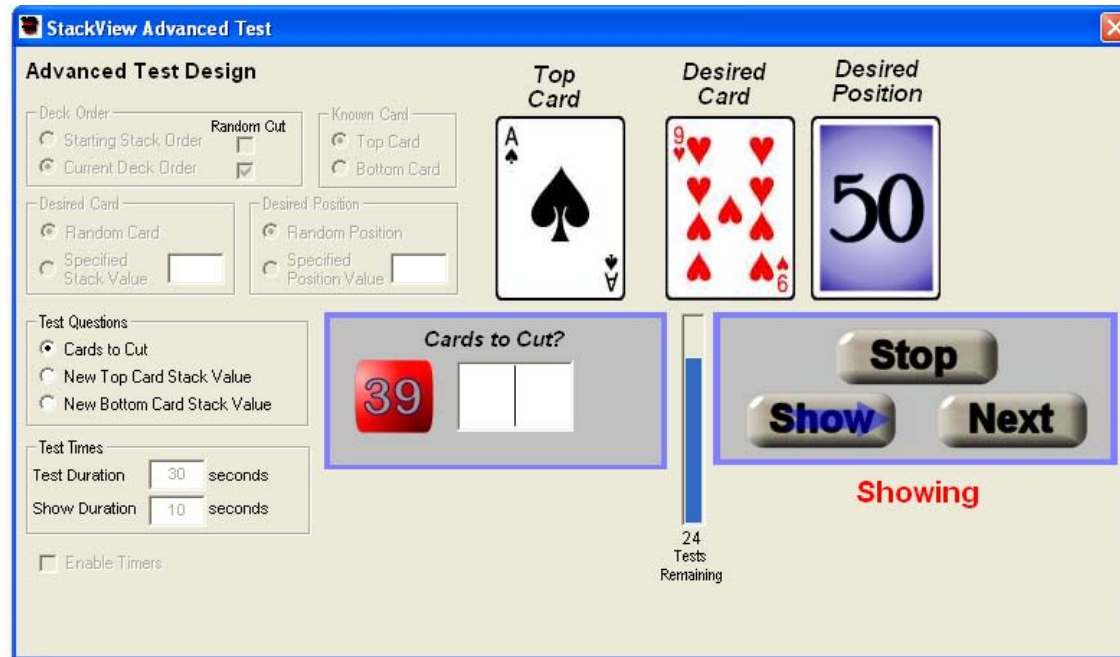 StackView Advanced Test
Advanced Test Design
Deck Order
Random Cut
Starting Stack Order
Current Deck Order
Known Card
Top Card
Bottom Card
Desired Card
Random Card
Specified
Stack Value
Desired Position
Random Position
Specified
Position Value
Top
Card
A
A
Desired
Card
9
9
Desired
Position
50
Test Questions
Cards to Cut
New Top Card Stack Value
New Bottom Card Stack Value
Test Times
Test Duration 30 seconds
Show Duration 10 seconds
Enable Timers
Cards to Cut?
39
24
Tests
Remaining
Stop
Show Next
Showing